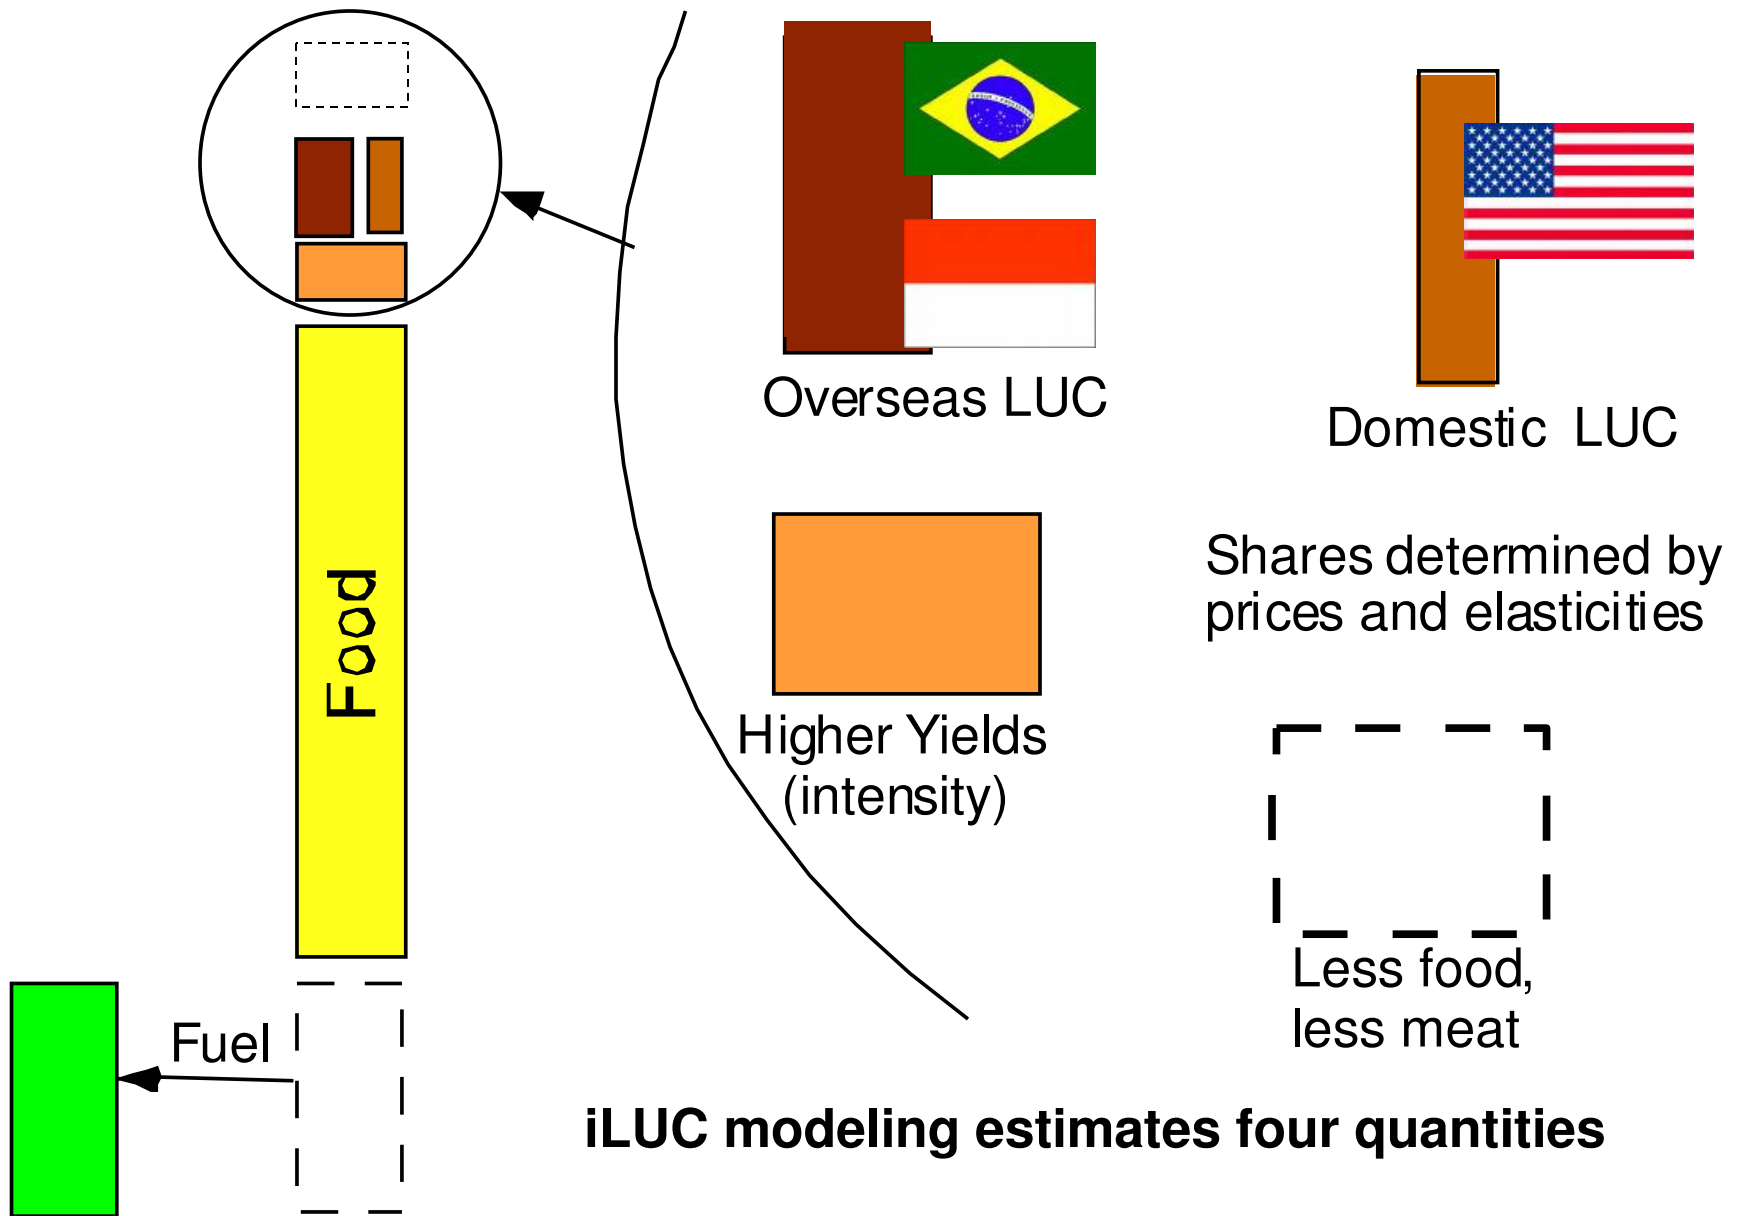 Overseas LUC
Domestic LUC
Food
Shares determined by
prices and elasticities
Higher Yields
(intensity)
Less food,
less meat
Fuel
iLUC modeling estimates four quantities